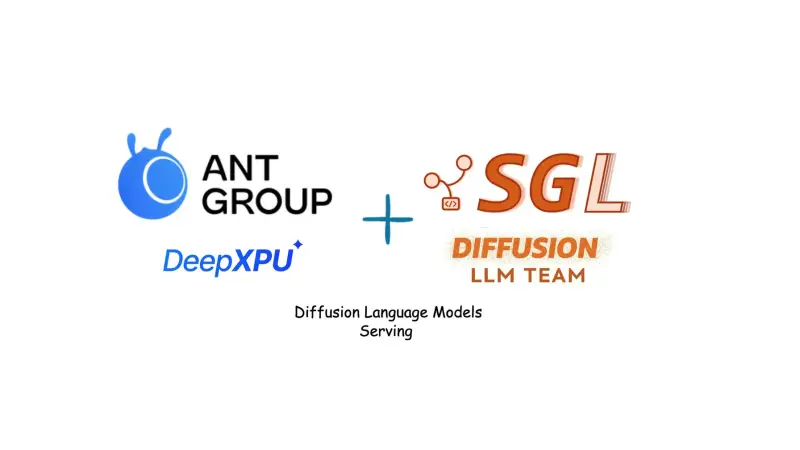 ANT
GROUP
DeepXPU
SGL
</>
DIFFUSION
LLM TEAM
Diffusion Language Models
Serving